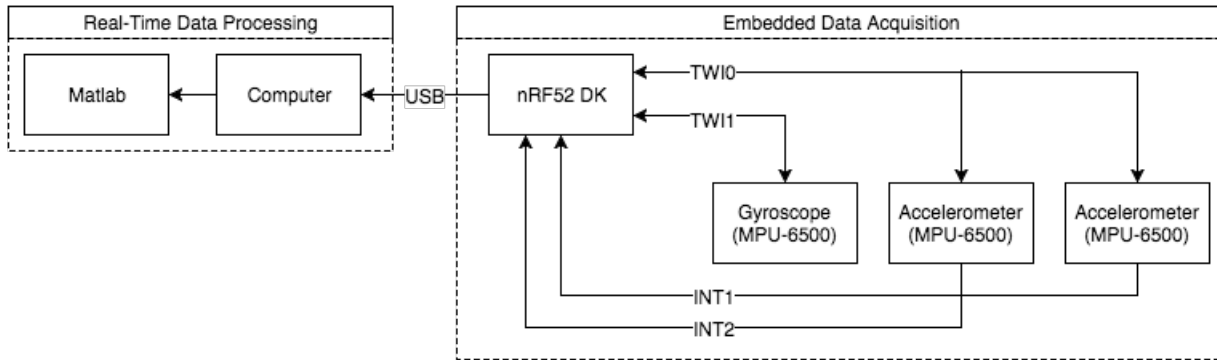 Real-Time Data Processing
Embedded Data Acquisition
Matlab
Computer
USB
nRF52 DK
TWI0
TWI1
Gyroscope
(MPU-6500)
Accelerometer
(MPU-6500)
Accelerometer
(MPU-6500)
INT1
INT2